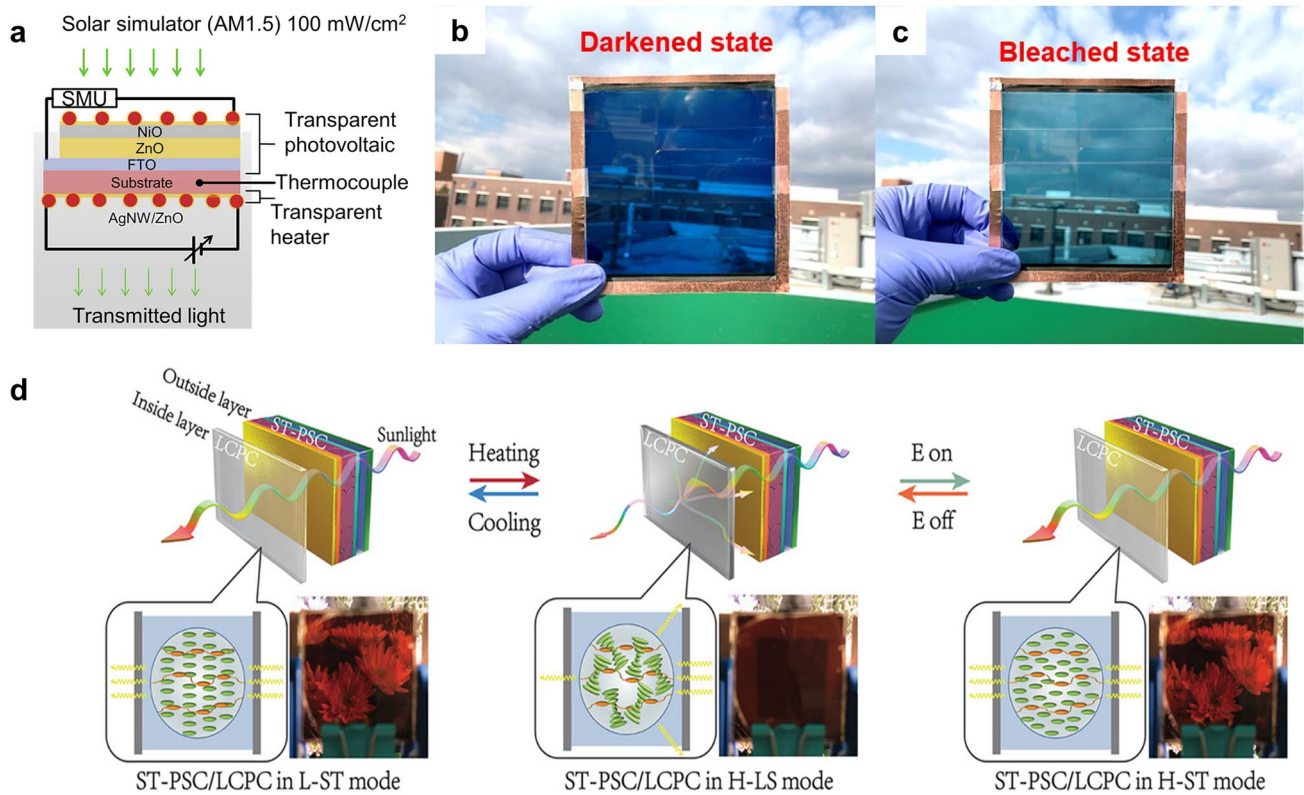 a
Solar simulator (AM1.5) 100 mW/cm²
SMU
NiO
ZnO
FTO
Substrate
AgNW/ZnO
Transparent
photovoltaic
Thermocouple
Transparent
heater
Transmitted light
b
Darkened state
c
Bleached state
d
Outside layer
Inside layer
ST-PSC
LCPC
Sunlight
Heating
Cooling
ST-PSC
LCPC
E on
E off
ST-PSC
LCPC
ST-PSC/LCPC in L-ST mode
ST-PSC/LCPC in H-LS mode
ST-PSC/LCPC in H-ST mode